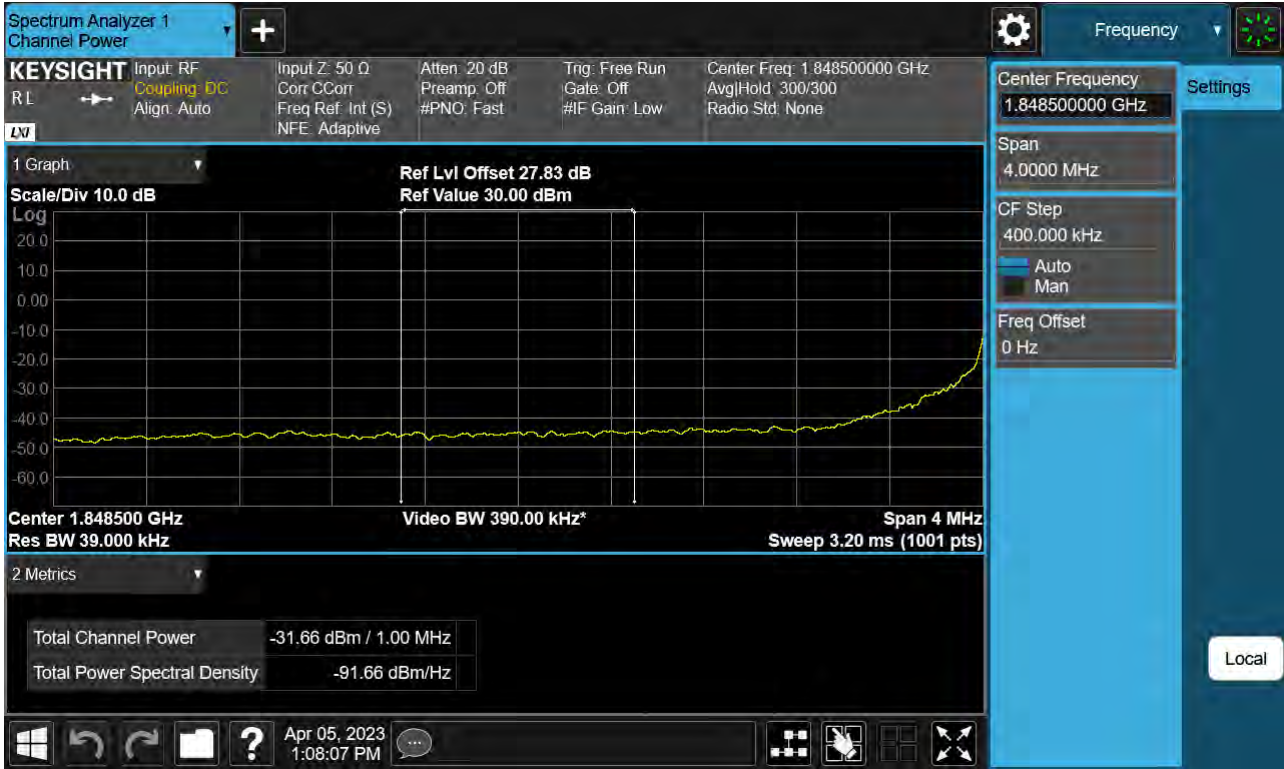 Spectrum Analyzer 1
Channel Power
+
Frequency
KEYSIGHT
R L
LXI
Input: RF
Coupling: DC
Align: Auto
Input Z: 50 Ω
Corr CCorr
Freq Ref: Int (S)
NFE: Adaptive
Atten: 20 dB
Preamp: Off
#PNO: Fast
Trig: Free Run
Gate: Off
#IF Gain: Low
Center Freq: 1.848500000 GHz
Avg|Hold: 300/300
Radio Std: None
1 Graph
Scale/Div 10.0 dB
Ref Lvl Offset 27.83 dB
Ref Value 30.00 dBm
Log
20.0
10.0
0.00
-10.0
-20.0
-30.0
-40.0
-50.0
-60.0
Center 1.848500 GHz
Video BW 390.00 kHz*
Span 4 MHz
Res BW 39.000 kHz
Sweep 3.20 ms (1001 pts)
2 Metrics
Total Channel Power -31.66 dBm / 1.00 MHz
Total Power Spectral Density -91.66 dBm/Hz
Center Frequency
1.848500000 GHz
Settings
Span
4.0000 MHz
CF Step
400.000 kHz
Auto
Man
Freq Offset
0 Hz
Local
?
Apr 05, 2023
1:08:07 PM